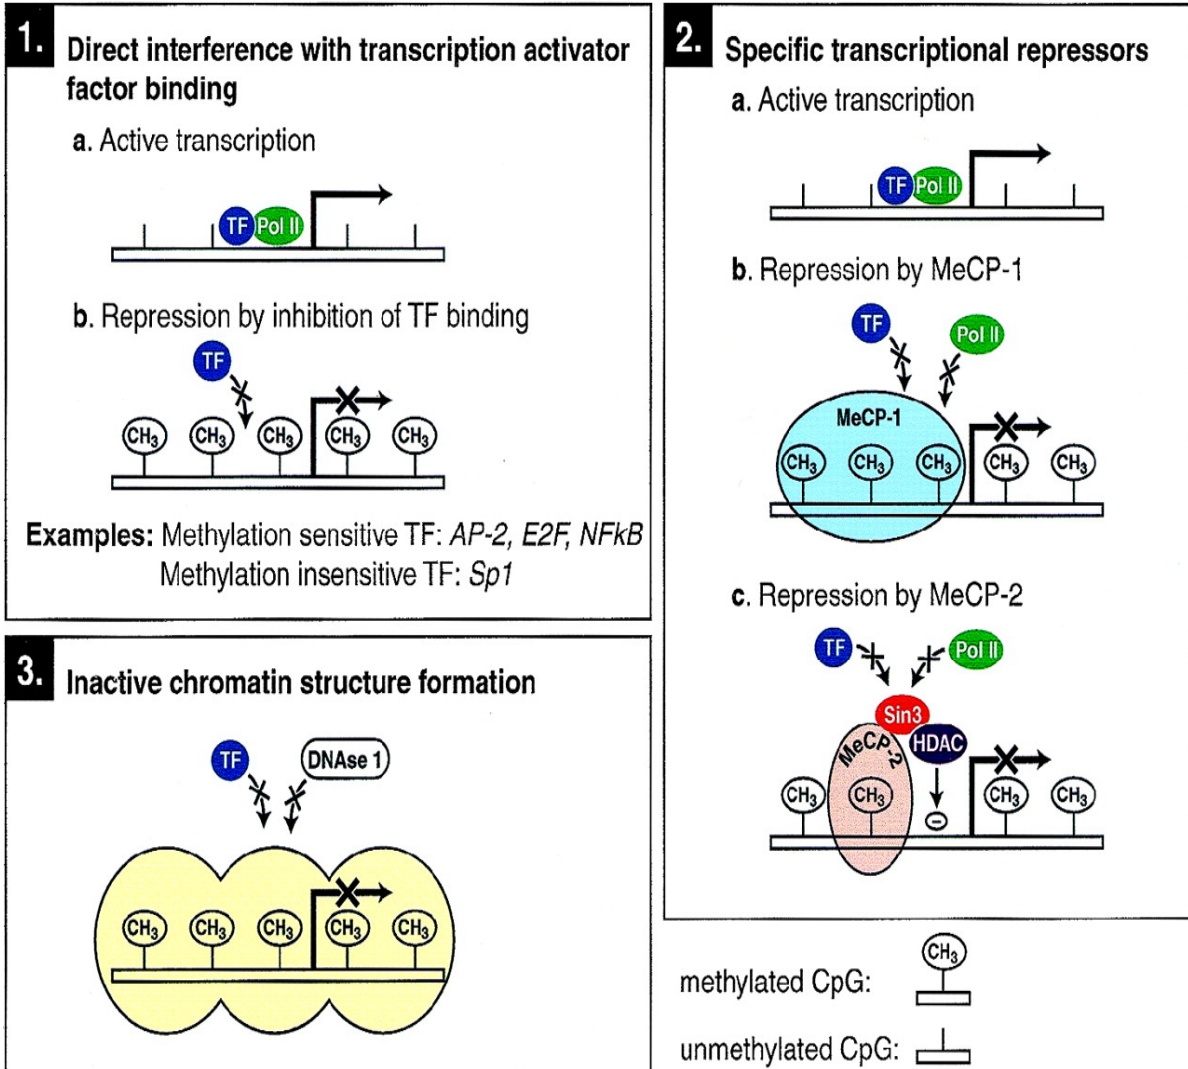 1. Direct interference with transcription activator
factor binding
a. Active transcription
TF Pol II
b. Repression by inhibition of TF binding
TF
CH₃ CH₃ CH₃ CH₃ CH₃
Examples: Methylation sensitive TF: AP-2, E2F, NFkB
Methylation insensitive TF: Sp1
2. Specific transcriptional repressors
a. Active transcription
TF Pol II
b. Repression by MeCP-1
TF Pol II
MeCP-1
CH₃ CH₃ CH₃ CH₃ CH₃
c. Repression by MeCP-2
TF Pol II
Sin3
MeCP-2 HDAC
CH₃ CH₃ CH₃ CH₃
−
3. Inactive chromatin structure formation
TF DNAse 1
CH₃ CH₃ CH₃ CH₃ CH₃
CH₃
methylated CpG:
unmethylated CpG: